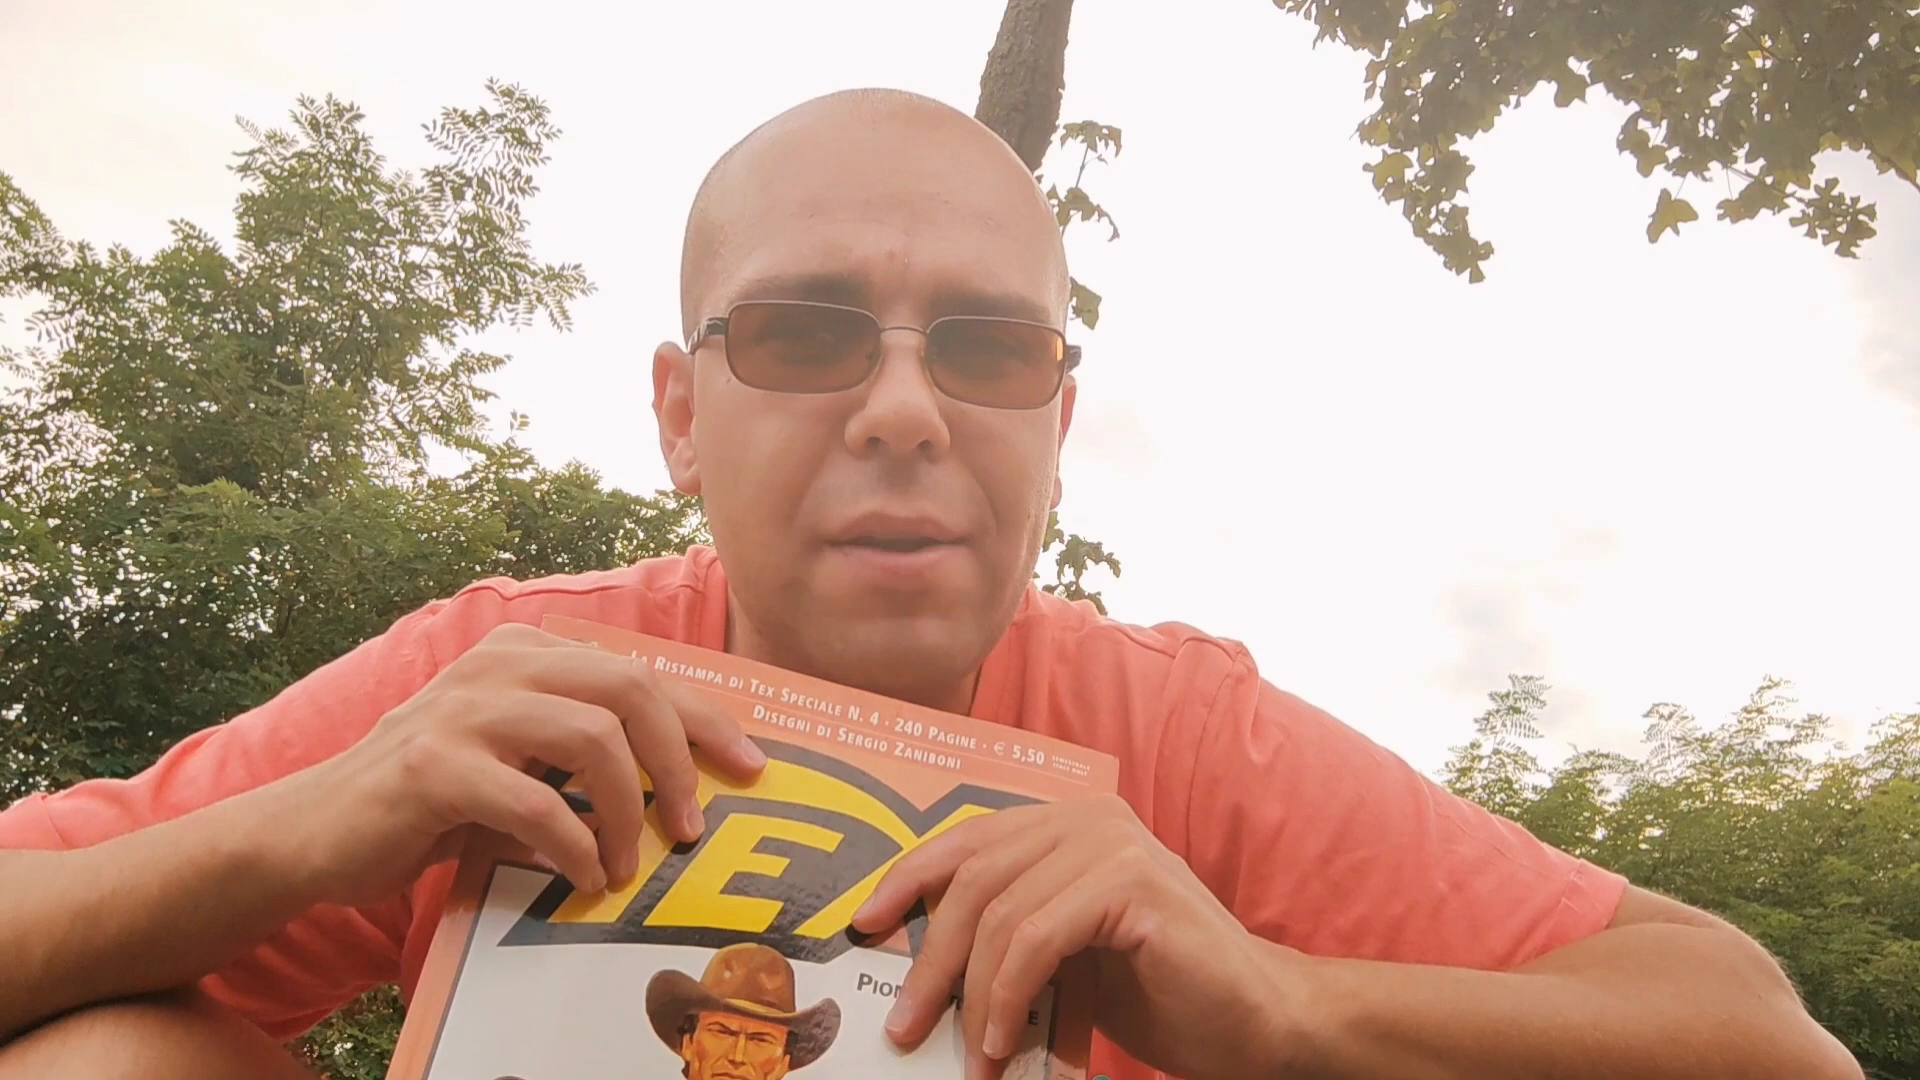 La Ristampa di Tex Speciale N. 4 · 240 Pagine · € 5,50
Disegni di Sergio Zaniboni
TEX